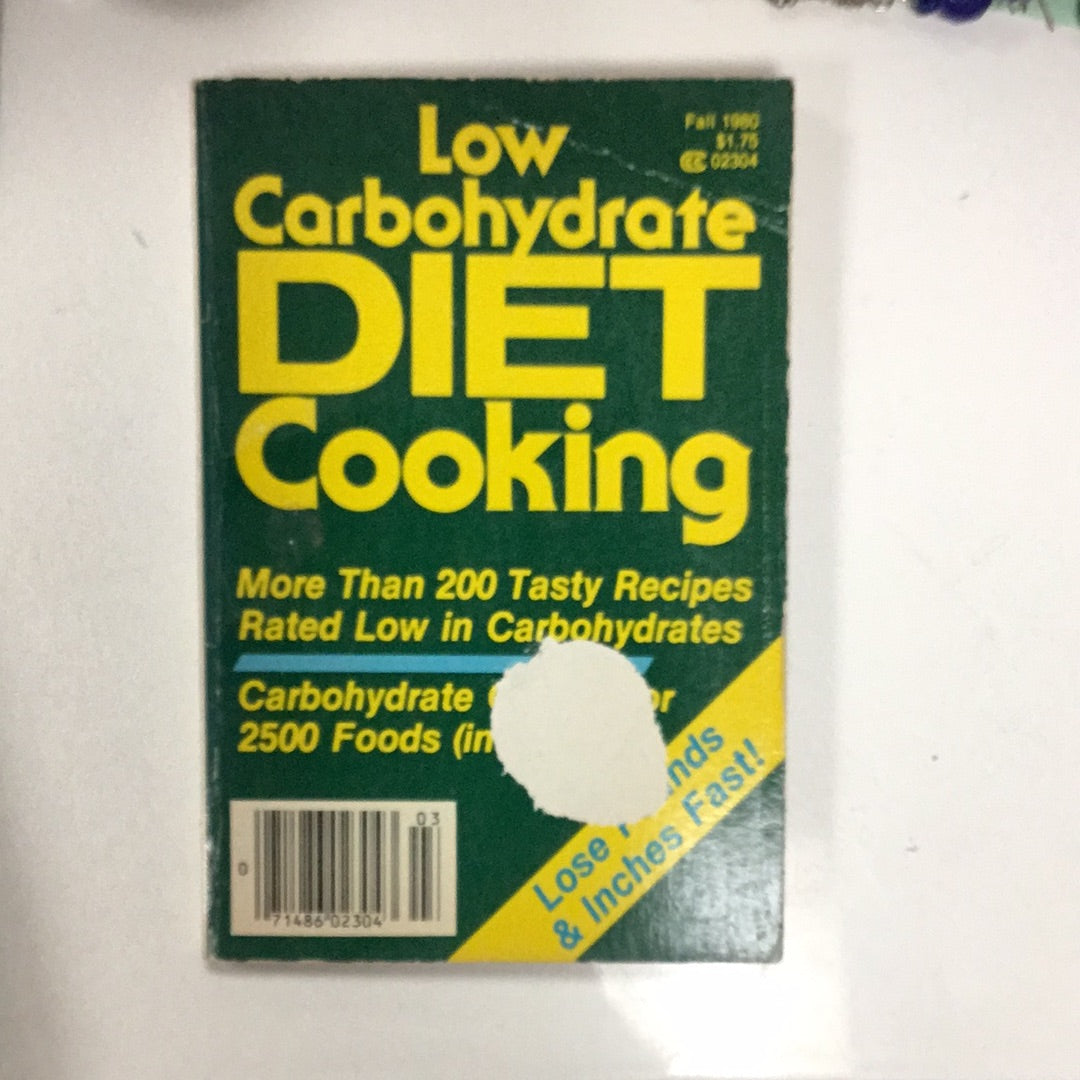 Low
Fall 1980
$1.75
CC 02304
Carbohydrate
DIET
Cooking
More Than 200 Tasty Recipes
Rated Low in Carbohydrates
Carbohydrate
2500 Foods
Lose
& Inches Fast!
03
0
71486 02304